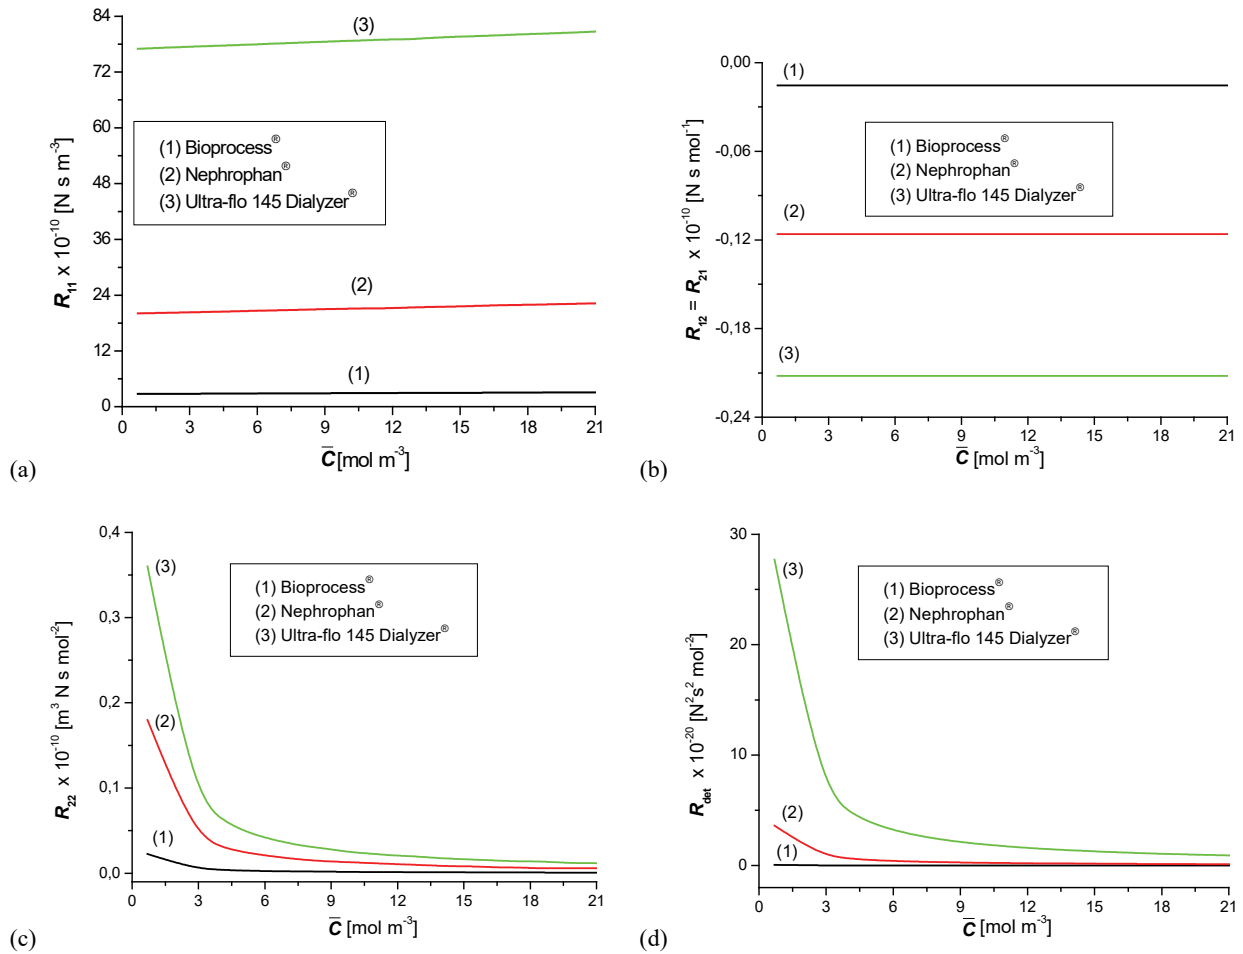 84
72
60
48
36
24
12
0
R₁₁ x 10⁻¹⁰ [N s m⁻³]
(3)
(1) Bioprocess®
(2) Nephrophan®
(3) Ultra-flo 145 Dialyzer®
(2)
(1)
0 3 6 9 12 15 18 21
C̅ [mol m⁻³]
(a)
0,00
-0,06
-0,12
-0,18
-0,24
R₁₂ = R₂₁ x 10⁻¹⁰ [N s mol⁻¹]
(1)
(1) Bioprocess®
(2) Nephrophan®
(3) Ultra-flo 145 Dialyzer®
(2)
(3)
0 3 6 9 12 15 18 21
C̅ [mol m⁻³]
(b)
0,4
0,3
0,2
0,1
0,0
R₂₂ x 10⁻¹⁰ [m³ N s mol⁻²]
(3)
(1) Bioprocess®
(2) Nephrophan®
(3) Ultra-flo 145 Dialyzer®
(2)
(1)
0 3 6 9 12 15 18 21
C̅ [mol m⁻³]
(c)
30
20
10
0
R_det x 10⁻²⁰ [N²s² mol⁻²]
(3)
(1) Bioprocess®
(2) Nephrophan®
(3) Ultra-flo 145 Dialyzer®
(2)
(1)
0 3 6 9 12 15 18 21
C̅ [mol m⁻³]
(d)